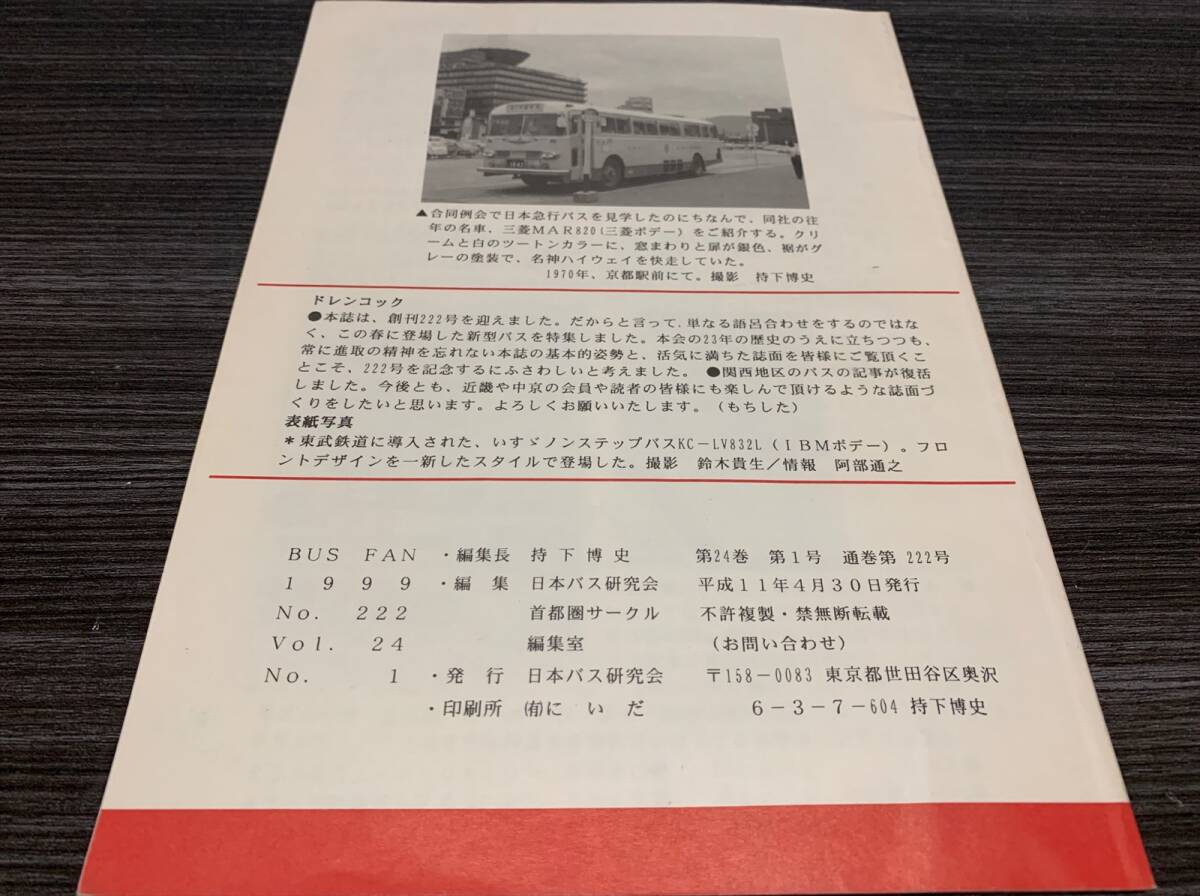 ▲合同例会で日本急行バスを見学したのにちなんで、同社の往
年の名車、三菱MAR820(三菱ボデー)をご紹介する。クリ
ームと白のツートンカラーに、窓まわりと扉が銀色、裾がグ
レーの塗装で、名神ハイウェイを快走していた。
1970年、京都駅前にて。撮影 持下博史
ドレンコック
●本誌は、創刊222号を迎えました。だからと言って、単なる語呂合わせをするのではな
く、この春に登場した新型バスを特集しました。本会の23年の歴史のうえに立ちつつも、
常に進取の精神を忘れない本誌の基本的姿勢と、活気に満ちた誌面を皆様にご覧頂くこ
とこそ、222号を記念するにふさわしいと考えました。 ●関西地区のバスの記事が復活
しました。今後とも、近畿や中京の会員や読者の皆様にも楽しんで頂けるような誌面づ
くりをしたいと思います。よろしくお願いいたします。(もちした)
表紙写真
*東武鉄道に導入された、いすゞノンステップバスKC-LV832L(IBMボデー)。フロ
ントデザインを一新したスタイルで登場した。撮影 鈴木貴生/情報 阿部通之
BUS FAN ・編集長 持下博史 第24巻 第1号 通巻第 222号
1999 ・編 集 日本バス研究会 平成11年4月30日発行
No. 222 首都圏サークル 不許複製・禁無断転載
Vol. 24 編集室 (お問い合わせ)
No. 1 ・発 行 日本バス研究会 〒158-0083 東京都世田谷区奥沢
・印刷所 ㈲にいだ 6-3-7-604 持下博史